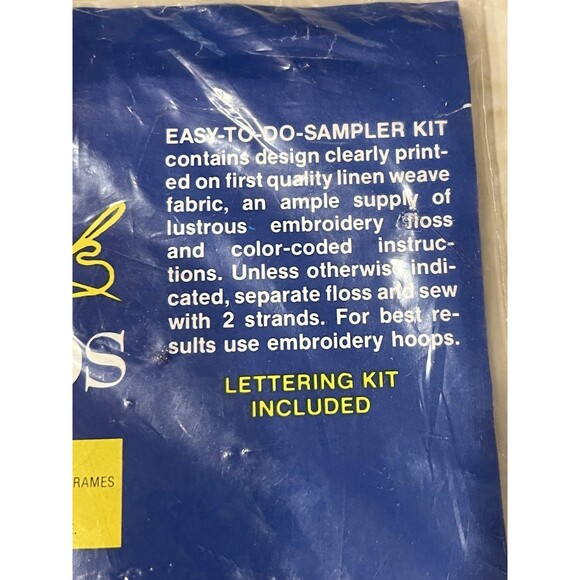 EASY-TO-DO-SAMPLER KIT
contains design clearly print-
ed on first quality linen weave
fabric, an ample supply of
lustrous embroidery floss
and color-coded instruc-
tions. Unless otherwise indi-
cated, separate floss and sew
with 2 strands. For best re-
sults use embroidery hoops.
LETTERING KIT
INCLUDED
RAMES